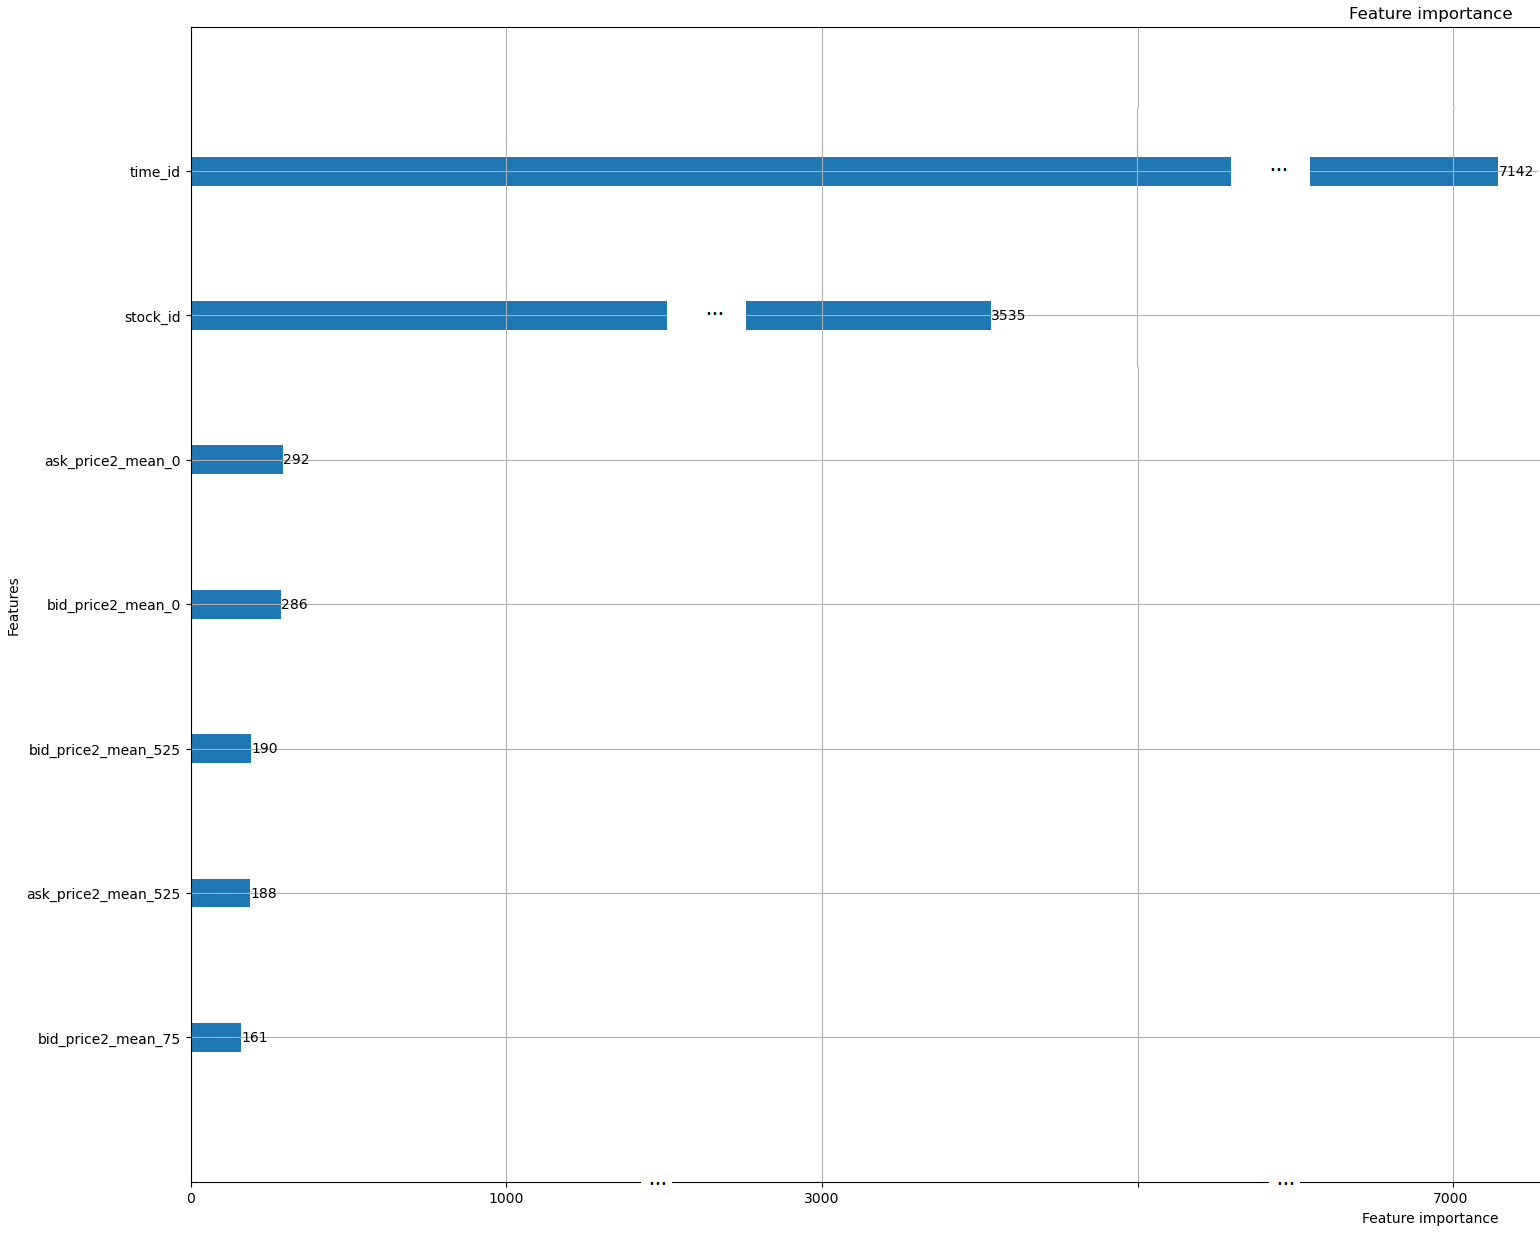 Feature importance
time_id
...
7142
stock_id
...
3535
ask_price2_mean_0
292
bid_price2_mean_0
286
Features
bid_price2_mean_525
190
ask_price2_mean_525
188
bid_price2_mean_75
161
... ...
0 1000 3000 7000
Feature importance